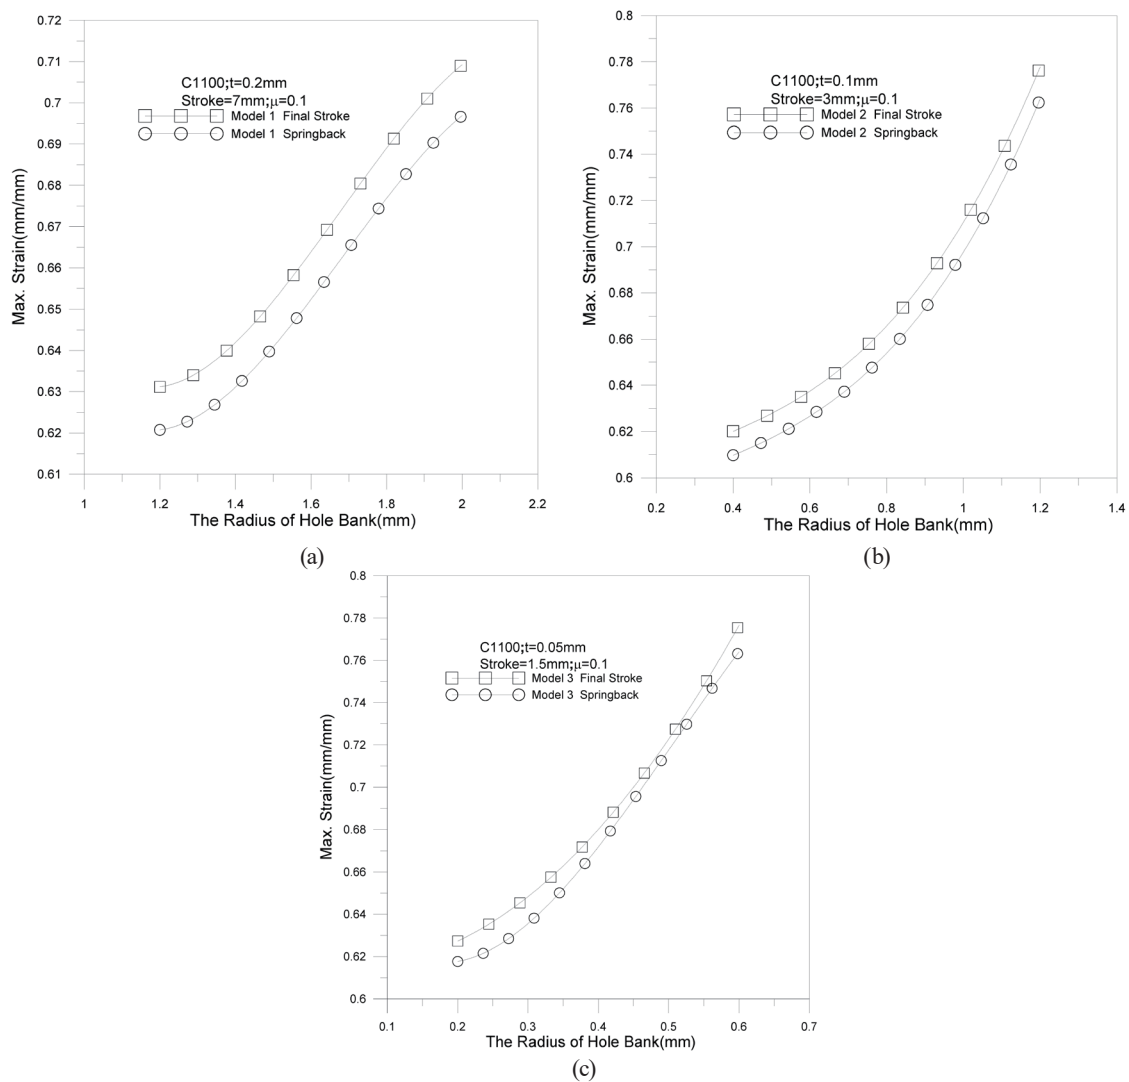 0.72
0.71
0.7
0.69
0.68
0.67
0.66
0.65
0.64
0.63
0.62
0.61
Max. Strain(mm/mm)
C1100;t=0.2mm
Stroke=7mm;μ=0.1
Model 1 Final Stroke
Model 1 Springback
1 1.2 1.4 1.6 1.8 2 2.2
The Radius of Hole Bank(mm)
(a)
0.8
0.78
0.76
0.74
0.72
0.7
0.68
0.66
0.64
0.62
0.6
Max. Strain(mm/mm)
C1100;t=0.1mm
Stroke=3mm;μ=0.1
Model 2 Final Stroke
Model 2 Springback
0.2 0.4 0.6 0.8 1 1.2 1.4
The Radius of Hole Bank(mm)
(b)
0.8
0.78
0.76
0.74
0.72
0.7
0.68
0.66
0.64
0.62
0.6
Max. Strain(mm/mm)
C1100;t=0.05mm
Stroke=1.5mm;μ=0.1
Model 3 Final Stroke
Model 3 Springback
0.1 0.2 0.3 0.4 0.5 0.6 0.7
The Radius of Hole Bank(mm)
(c)